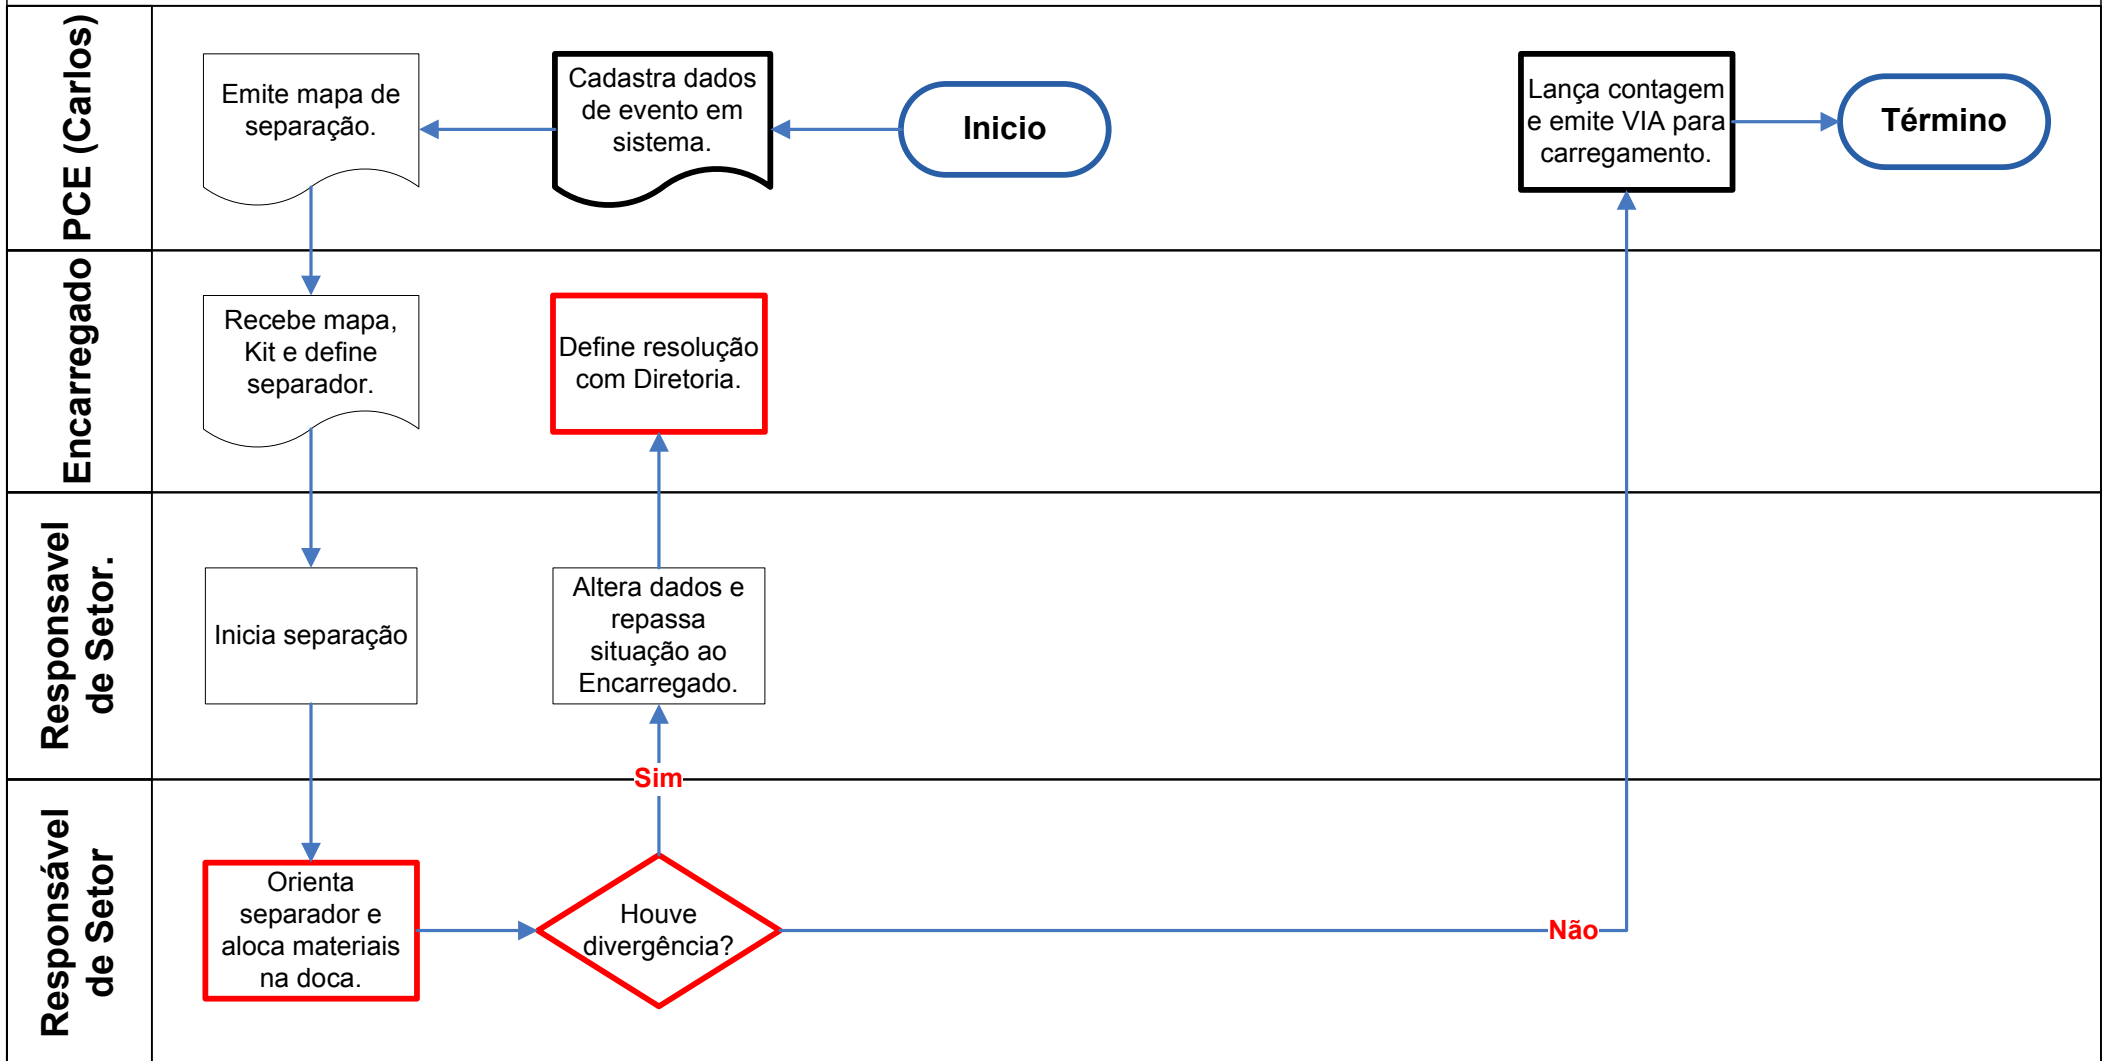 PCE (Carlos)
Emite mapa de
separação.
Cadastra dados
de evento em
sistema.
Inicio
Lança contagem
e emite VIA para
carregamento.
Término
Encarregado
Recebe mapa,
Kit e define
separador.
Define resolução
com Diretoria.
Responsavel
de Setor.
Inicia separação
Altera dados e
repassa
situação ao
Encarregado.
Sim
Responsável
de Setor
Orienta
separador e
aloca materiais
na doca.
Houve
divergência?
Não